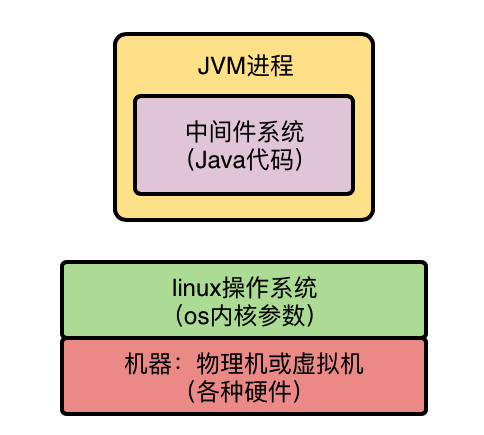 JVM进程
中间件系统
（Java代码）
linux操作系统
（os内核参数）
机器：物理机或虚拟机
（各种硬件）